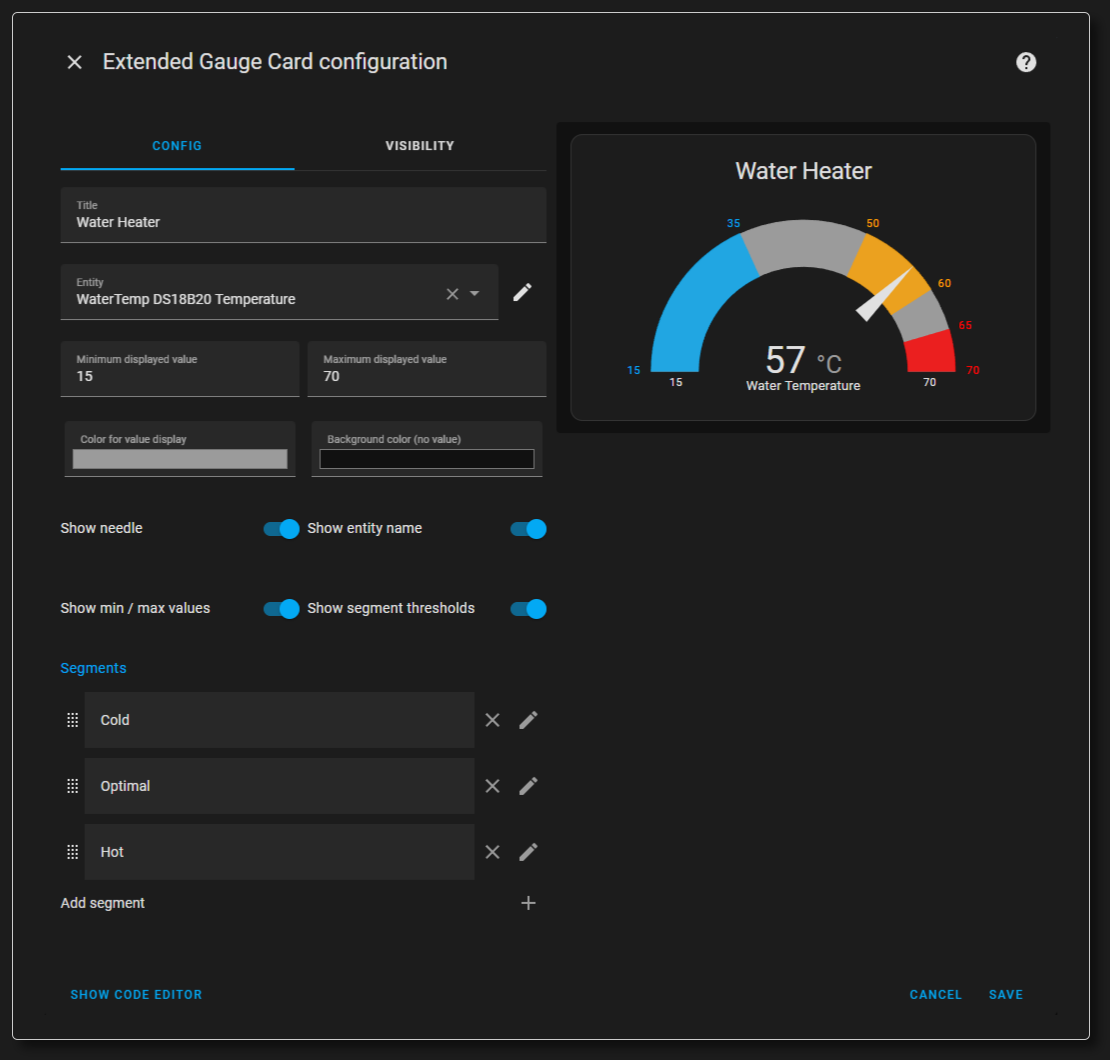 Extended Gauge Card configuration
CONFIG
VISIBILITY
Title
Water Heater
Entity
WaterTemp DS18B20 Temperature
Minimum displayed value
15
Maximum displayed value
70
Color for value display
Background color (no value)
Show needle
Show entity name
Show min / max values
Show segment thresholds
Segments
Cold
Optimal
Hot
Add segment
SHOW CODE EDITOR
Water Heater
35
50
60
65
15
70
57 °C
15
Water Temperature
70
CANCEL
SAVE